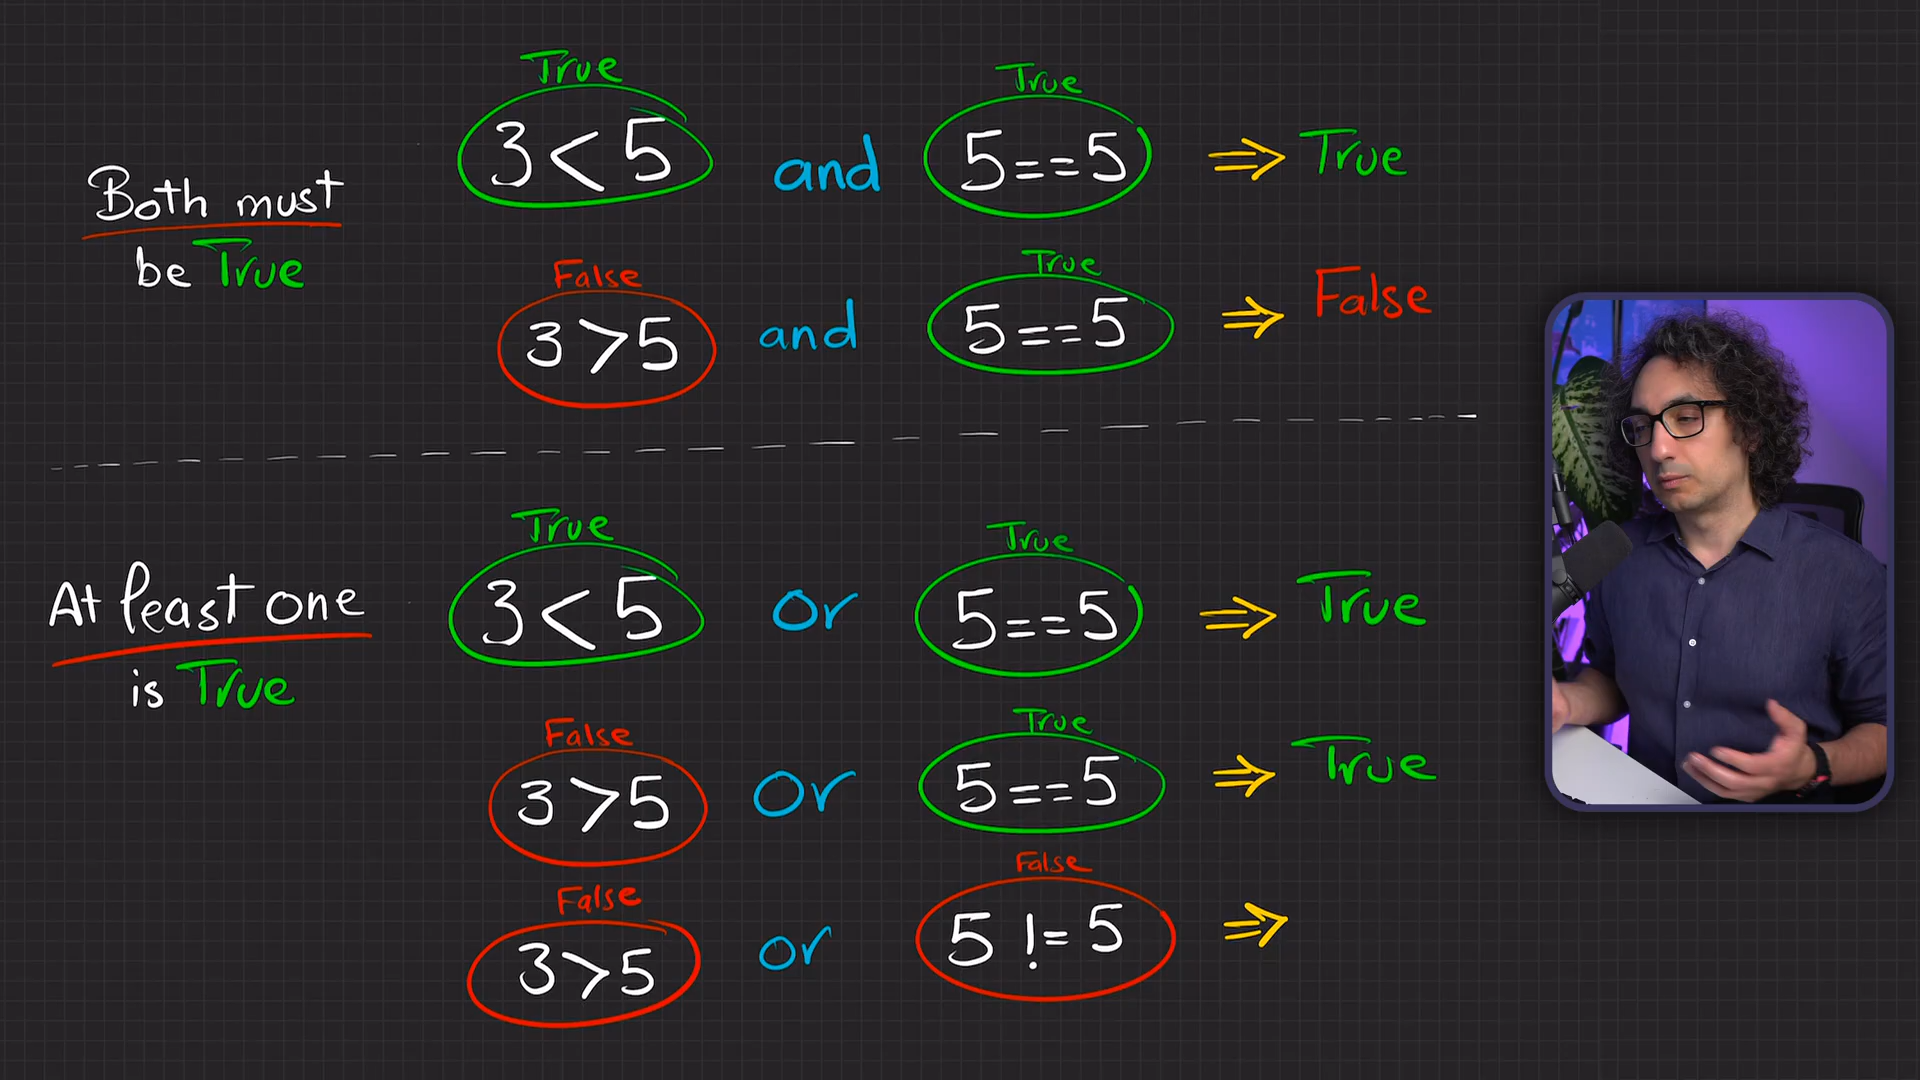 True True
3 < 5 and 5 == 5 ⇒ True
Both must
be True
False True
3 > 5 and 5 == 5 ⇒ False
True True
3 < 5 or 5 == 5 ⇒ True
At least one
is True
False True
3 > 5 or 5 == 5 ⇒ True
False False
3 > 5 or 5 != 5 ⇒